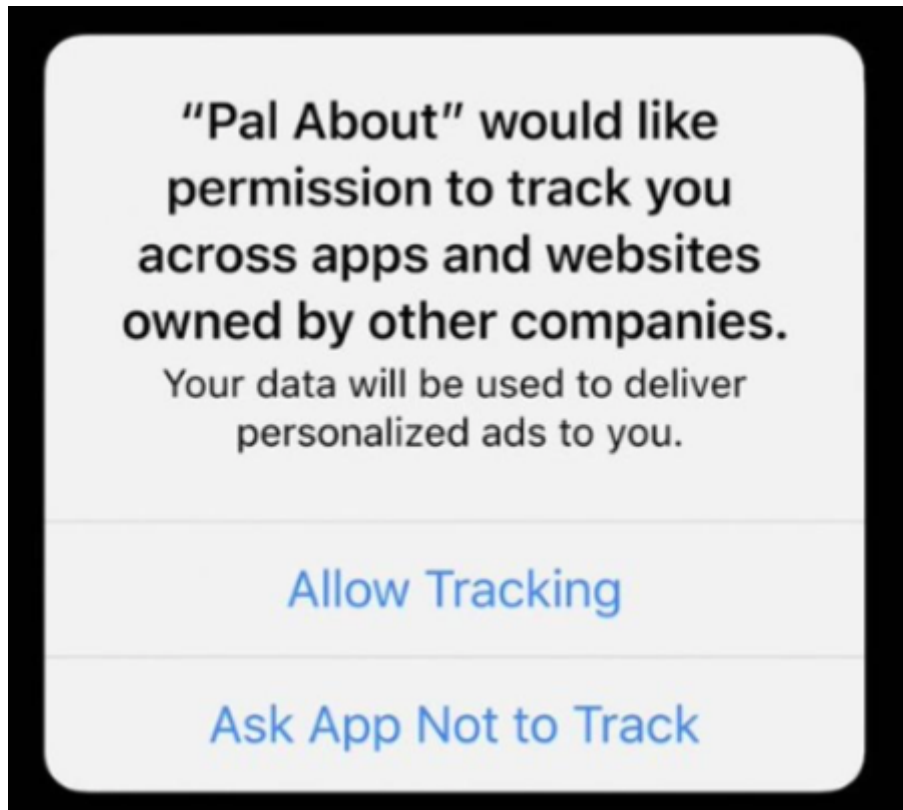 “Pal About” would like
permission to track you
across apps and websites
owned by other companies.
Your data will be used to deliver
personalized ads to you.
Allow Tracking
Ask App Not to Track